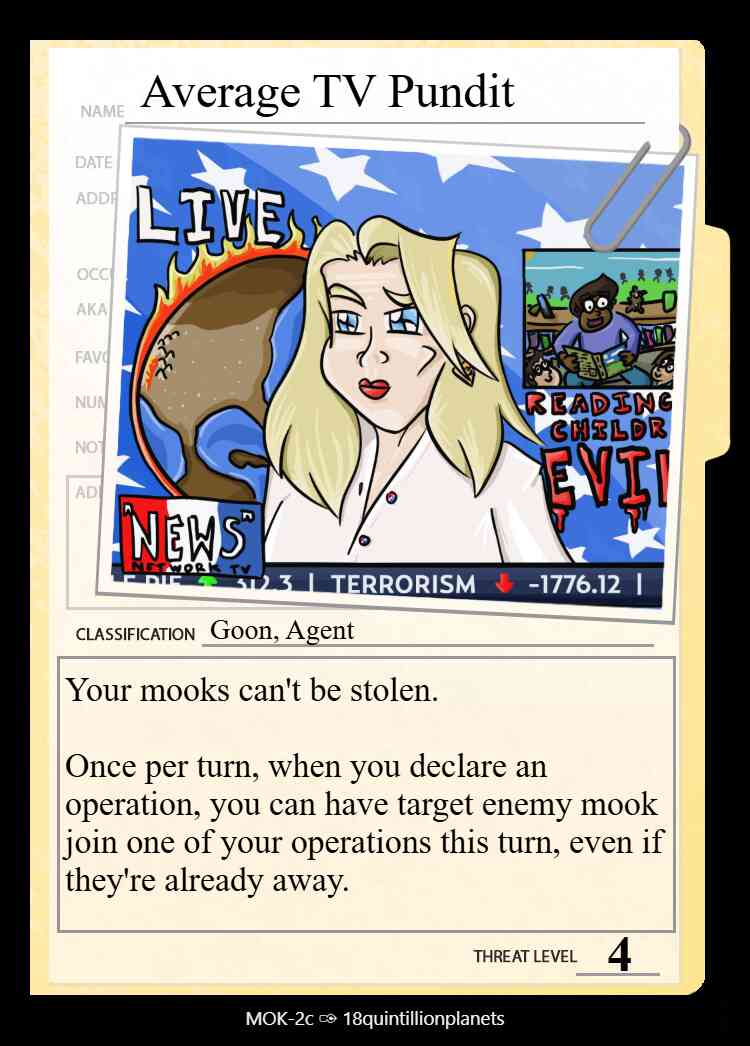 Average TV Pundit
NAME
DATE
ADDR
OCCU
AKA
FAVO
NUM
NOT
ADD
LIVE
READING
CHILDR
EVI
"NEWS"
NETWORK TV
312.3 | TERRORISM -1776.12 |
CLASSIFICATION Goon, Agent
Your mooks can't be stolen.
Once per turn, when you declare an
operation, you can have target enemy mook
join one of your operations this turn, even if
they're already away.
THREAT LEVEL 4
MOK-2c ➩ 18quintillionplanets